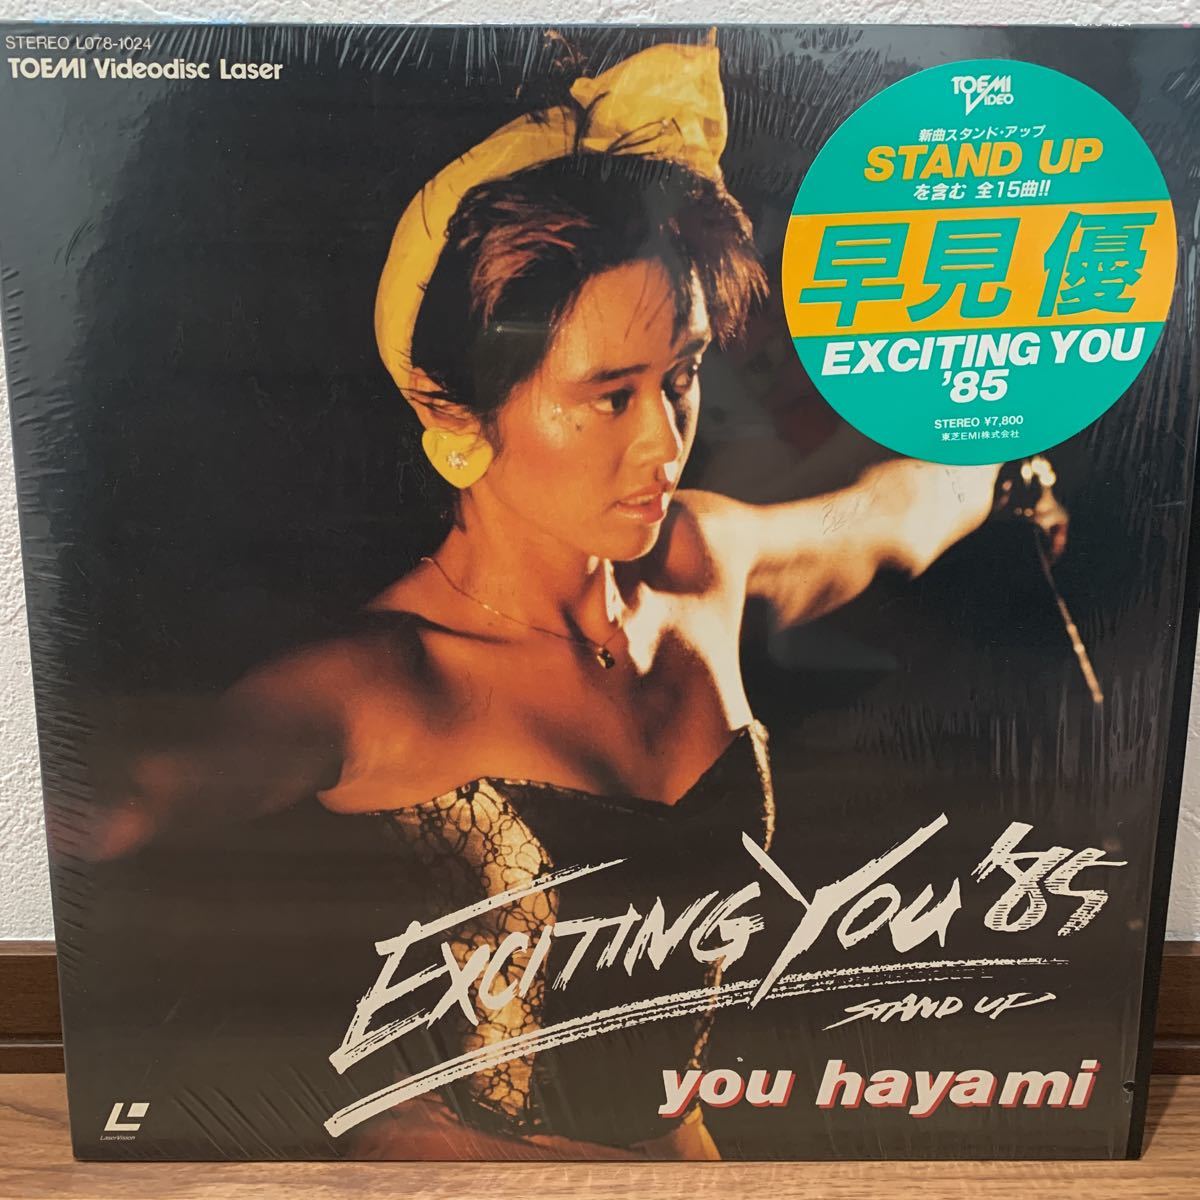 STEREO L078-1024
TOEMI Videodisc Laser
TOEMI
VIDEO
新曲スタンド・アップ
STAND UP
を含む 全15曲!!
早見 優
EXCITING YOU
'85
STEREO ¥7,800
東芝EMI株式会社
EXCITING YOU '85
STAND UP
you hayami
LaserVision